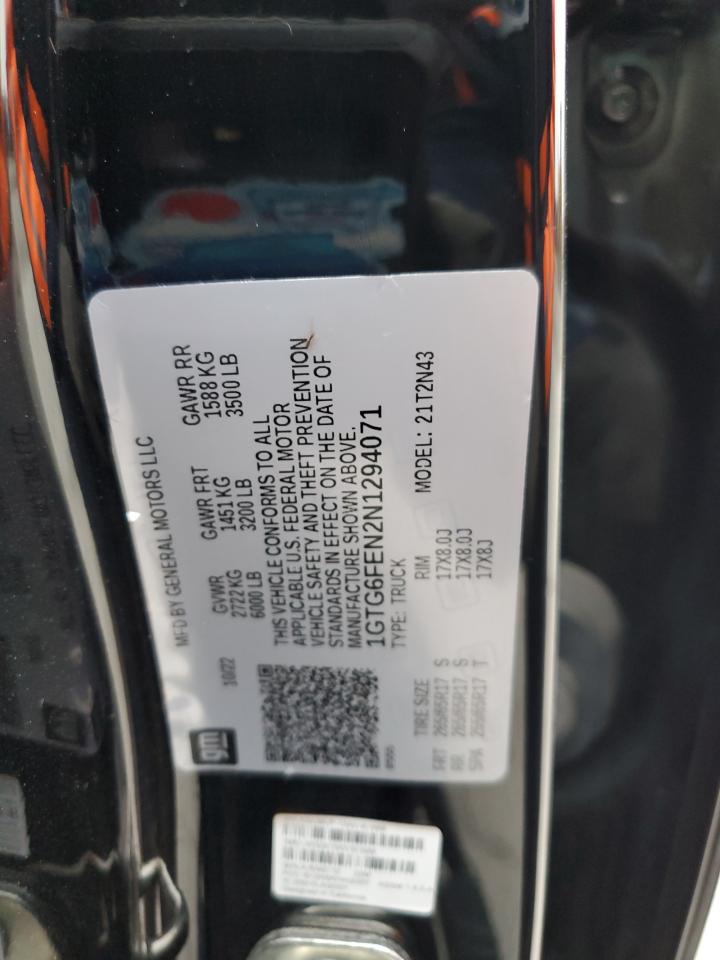 gm
MFD BY GENERAL MOTORS LLC
10/22 GVWR GAWR FRT GAWR RR
2722 KG 1451 KG 1588 KG
6000 LB 3200 LB 3500 LB
THIS VEHICLE CONFORMS TO ALL
APPLICABLE U.S. FEDERAL MOTOR
VEHICLE SAFETY AND THEFT PREVENTION
STANDARDS IN EFFECT ON THE DATE OF
MANUFACTURE SHOWN ABOVE.
1GTG6FEN2N1294071
TYPE: TRUCK
TIRE SIZE RIM MODEL: 21T2N43
FRT 265/65R17 S 17X8.0J
RR 265/65R17 S 17X8.0J
SPA 265/65R17 T 17X8J